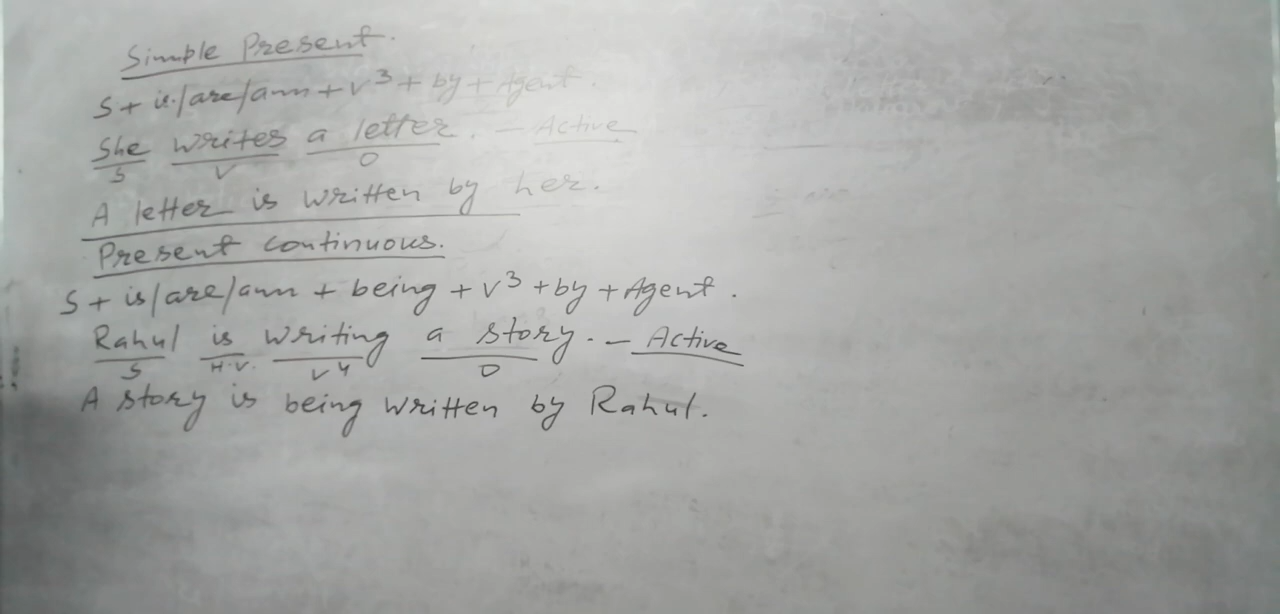 Simple Present.
S + is/are/am + V3 + by + Agent.
She writes a letter. - Active
S V O
A letter is written by her.
Present continuous.
S + is/are/am + being + V3 + by + Agent.
Rahul is writing a story. - Active
S H.V. V4 O
A story is being written by Rahul.